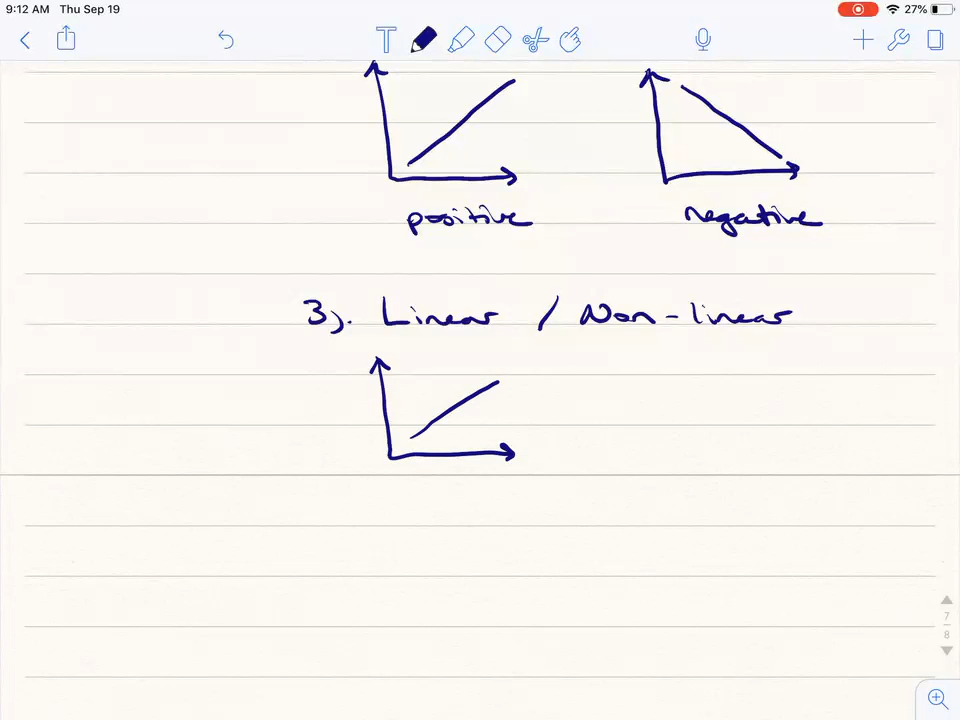 9:12 AM Thu Sep 19 27%
T
positive negative
3). Linear / Non-linear
7
8